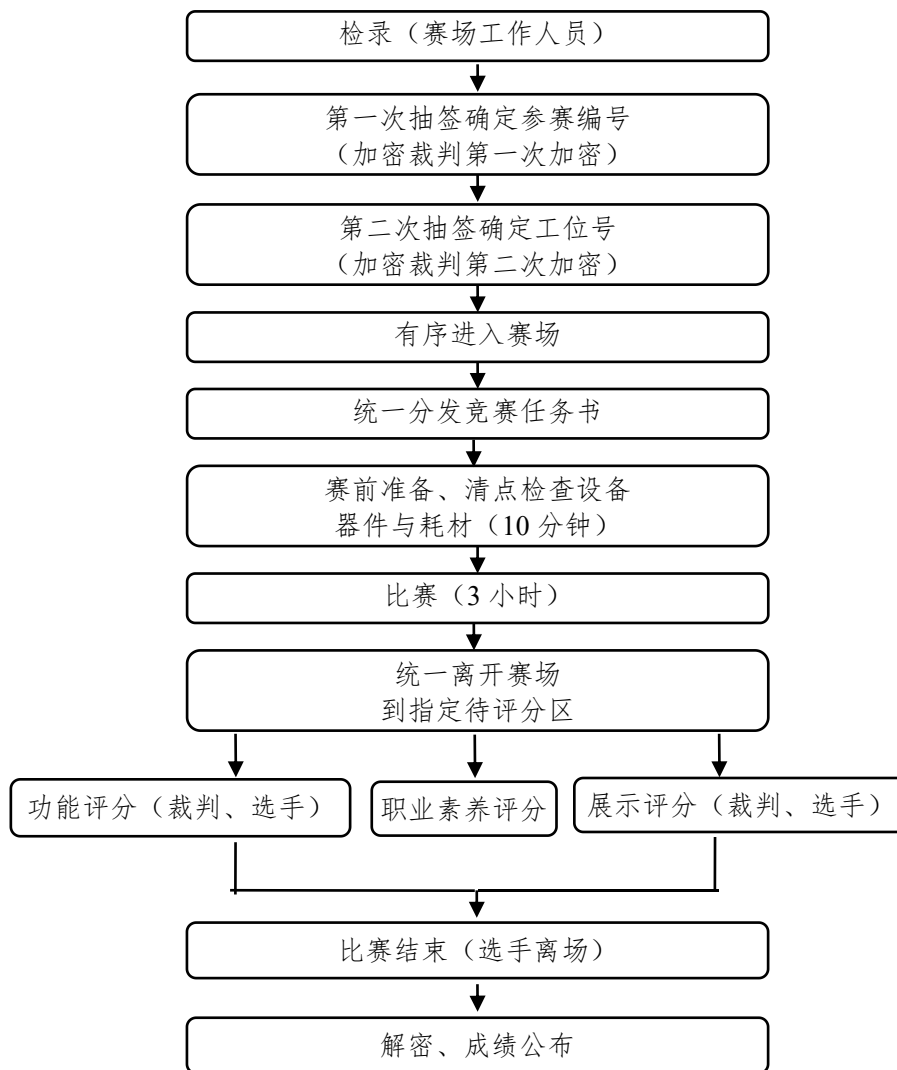 检录（赛场工作人员）
第一次抽签确定参赛编号
（加密裁判第一次加密）
第二次抽签确定工位号
（加密裁判第二次加密）
有序进入赛场
统一分发竞赛任务书
赛前准备、清点检查设备
器件与耗材（10 分钟）
比赛（3 小时）
统一离开赛场
到指定待评分区
功能评分（裁判、选手）
职业素养评分
展示评分（裁判、选手）
比赛结束（选手离场）
解密、成绩公布